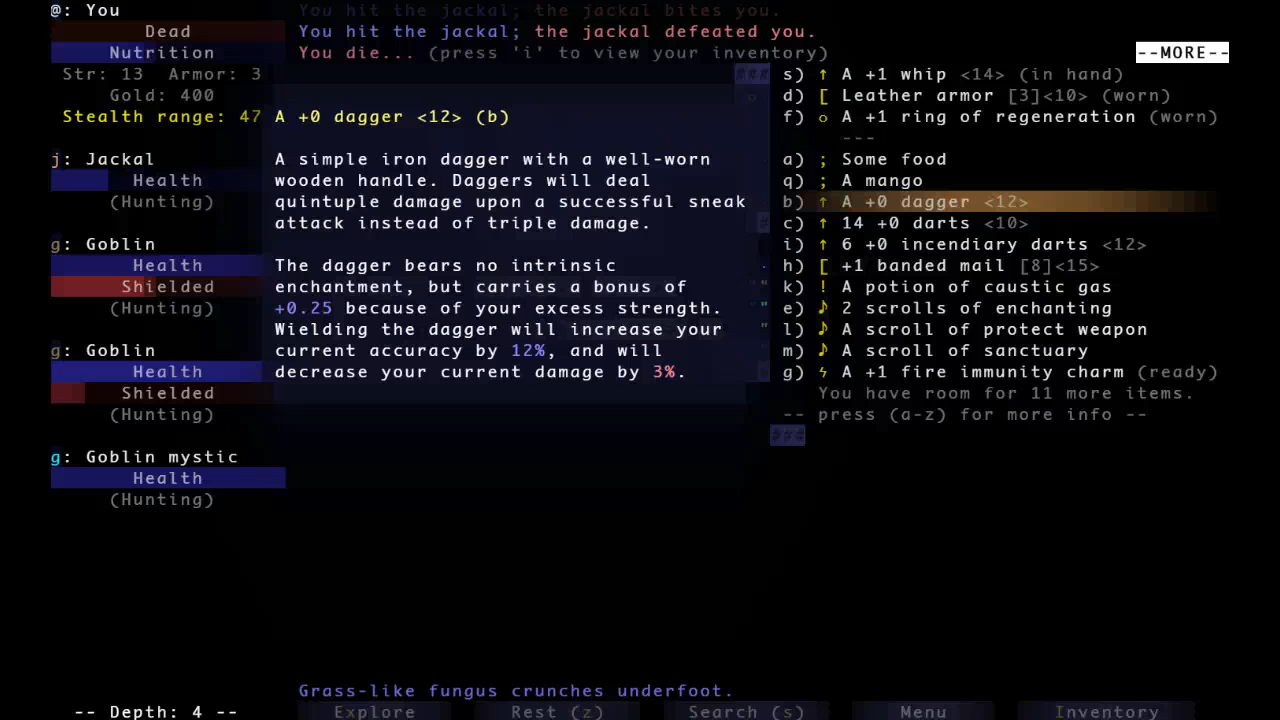 @: You
You hit the jackal; the jackal bites you.
Dead
You hit the jackal; the jackal defeated you.
Nutrition
You die... (press 'i' to view your inventory)
--MORE--
Str: 13  Armor: 3
Gold: 400
Stealth range: 47
j: Jackal
Health
(Hunting)
g: Goblin
Health
Shielded
(Hunting)
g: Goblin
Health
Shielded
(Hunting)
g: Goblin mystic
Health
(Hunting)
-- Depth: 4 --
A +0 dagger <12> (b)
A simple iron dagger with a well-worn
wooden handle. Daggers will deal
quintuple damage upon a successful sneak
attack instead of triple damage.
The dagger bears no intrinsic
enchantment, but carries a bonus of
+0.25 because of your excess strength.
Wielding the dagger will increase your
current accuracy by 12%, and will
decrease your current damage by 3%.
###
s) ↑ A +1 whip <14> (in hand)
d) [ Leather armor [3]<10> (worn)
f) ○ A +1 ring of regeneration (worn)
---
a) ; Some food
q) ; A mango
b) ↑ A +0 dagger <12>
c) ↑ 14 +0 darts <10>
i) ↑ 6 +0 incendiary darts <12>
h) [ +1 banded mail [8]<15>
k) ! A potion of caustic gas
e) ♪ 2 scrolls of enchanting
l) ♪ A scroll of protect weapon
m) ♪ A scroll of sanctuary
g) ϟ A +1 fire immunity charm (ready)
You have room for 11 more items.
-- press (a-z) for more info --
###
Grass-like fungus crunches underfoot.
Explore
Rest (z)
Search (s)
Menu
Inventory